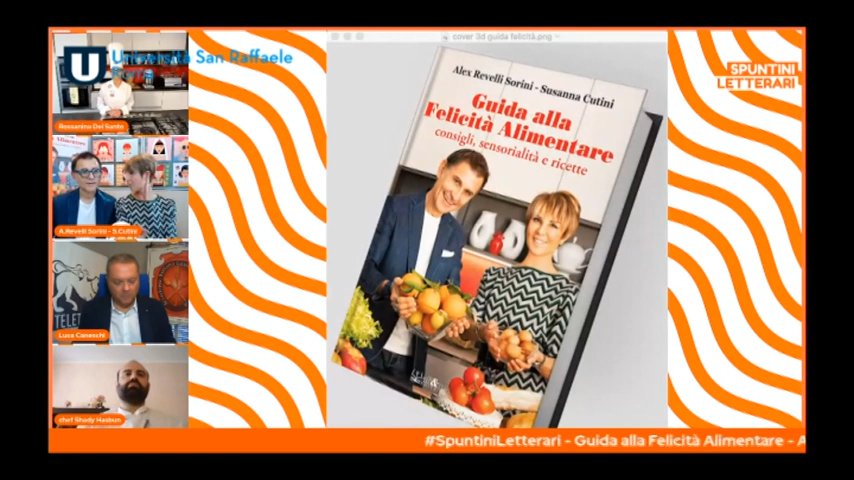 cover 3d guida felicità.png
U
Università San Raffaele
Roma
SPUNTINI
LETTERARI
Rossanina Del Santo
A.Revelli Sorini - S.Cutini
Luca Caneschi
chef Shady Hasbun
Alex Revelli Sorini - Susanna Cutini
Guida alla
Felicità Alimentare
consigli, sensorialità e ricette
#SpuntiniLetterari - Guida alla Felicità Alimentare - A